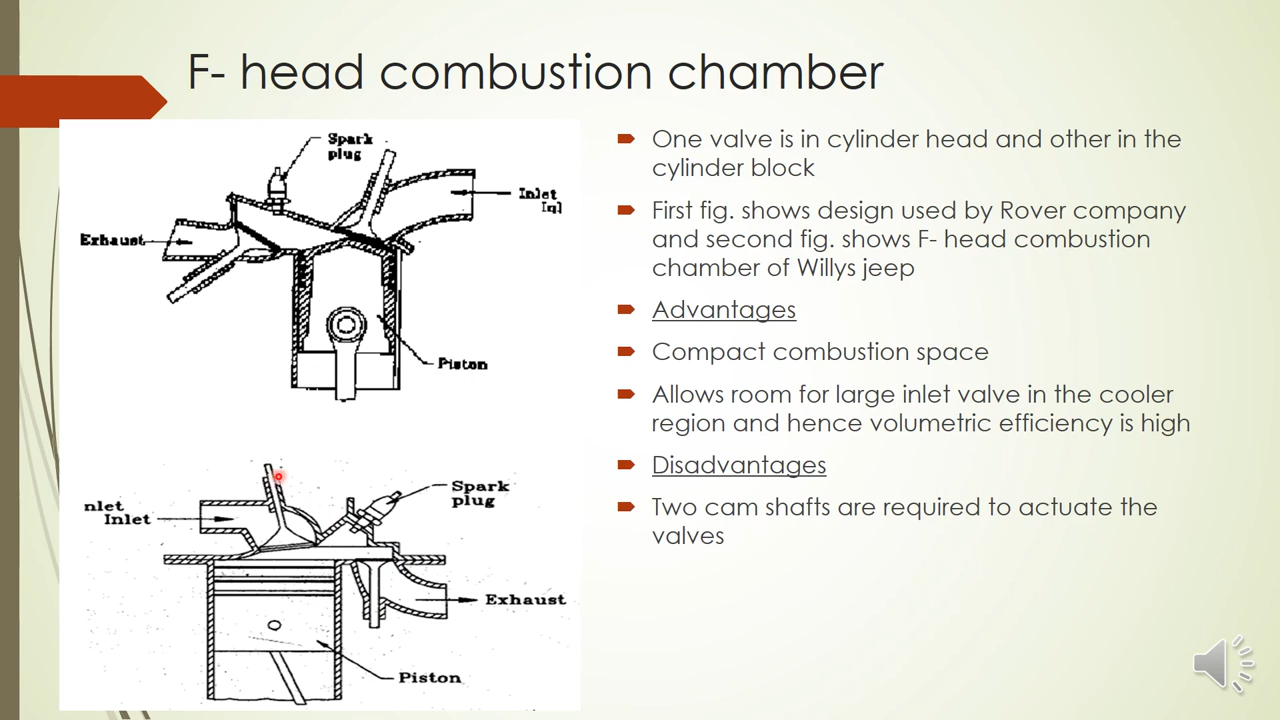 F- head combustion chamber
Spark
plug
Inlet
Exhaust
Piston
nlet
Inlet
Spark
plug
Exhaust
Piston
One valve is in cylinder head and other in the
cylinder block
First fig. shows design used by Rover company
and second fig. shows F- head combustion
chamber of Willys jeep
Advantages
Compact combustion space
Allows room for large inlet valve in the cooler
region and hence volumetric efficiency is high
Disadvantages
Two cam shafts are required to actuate the
valves